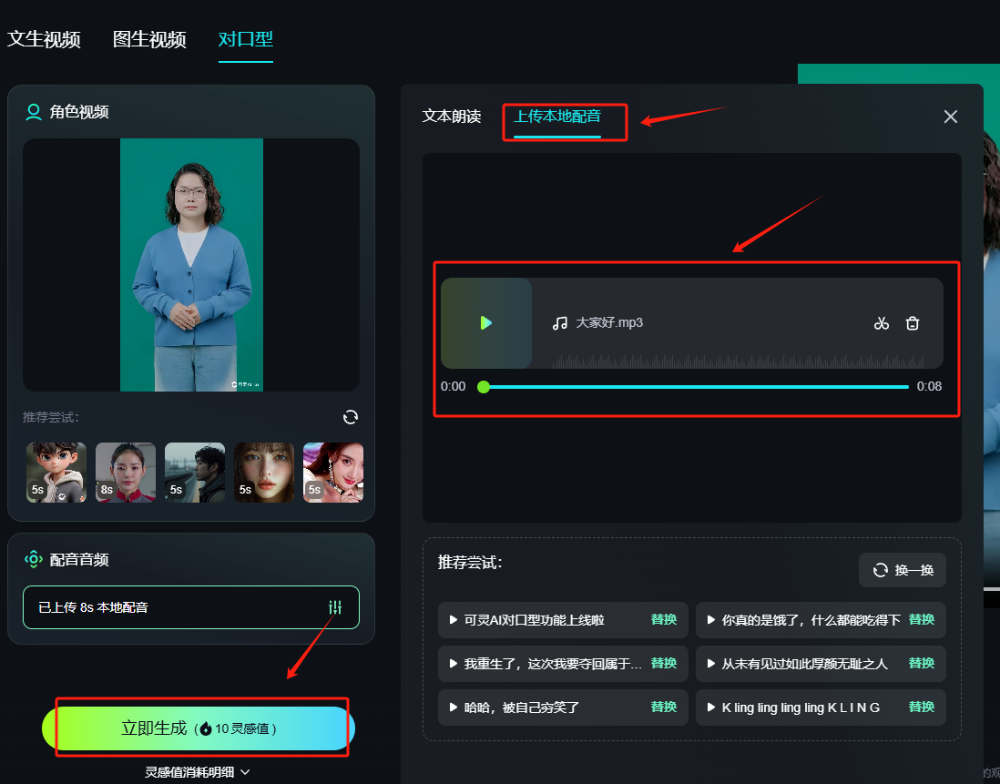 文生视频 图生视频 对口型
角色视频
推荐尝试：
5s 8s 5s 5s 5s
配音音频
已上传 8s 本地配音
立即生成 (10 灵感值)
灵感值消耗明细
文本朗读 上传本地配音
大家好.mp3
0:00 0:08
推荐尝试：
换一换
可灵AI对口型功能上线啦 替换
你真的是饿了，什么都能吃得下 替换
我重生了，这次我要夺回属于... 替换
从未有见过如此厚颜无耻之人 替换
哈哈，被自己穷笑了 替换
K ling ling ling ling K L I N G 替换
的观